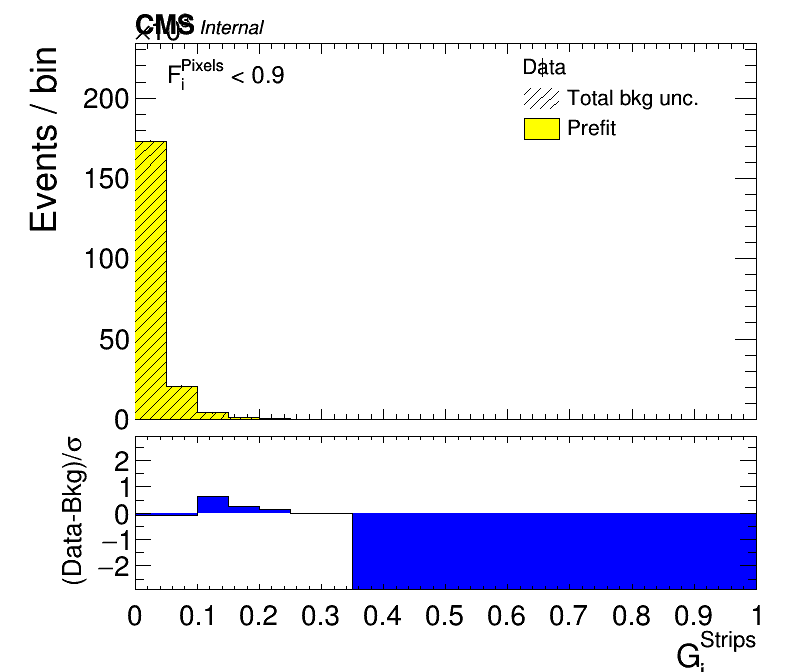 CMS Internal
×10³
F_i^Pixels < 0.9
Data
Total bkg unc.
Prefit
Events / bin
200
150
100
50
0
(Data-Bkg)/σ
2
1
0
−1
−2
0 0.1 0.2 0.3 0.4 0.5 0.6 0.7 0.8 0.9 1
G_i^Strips